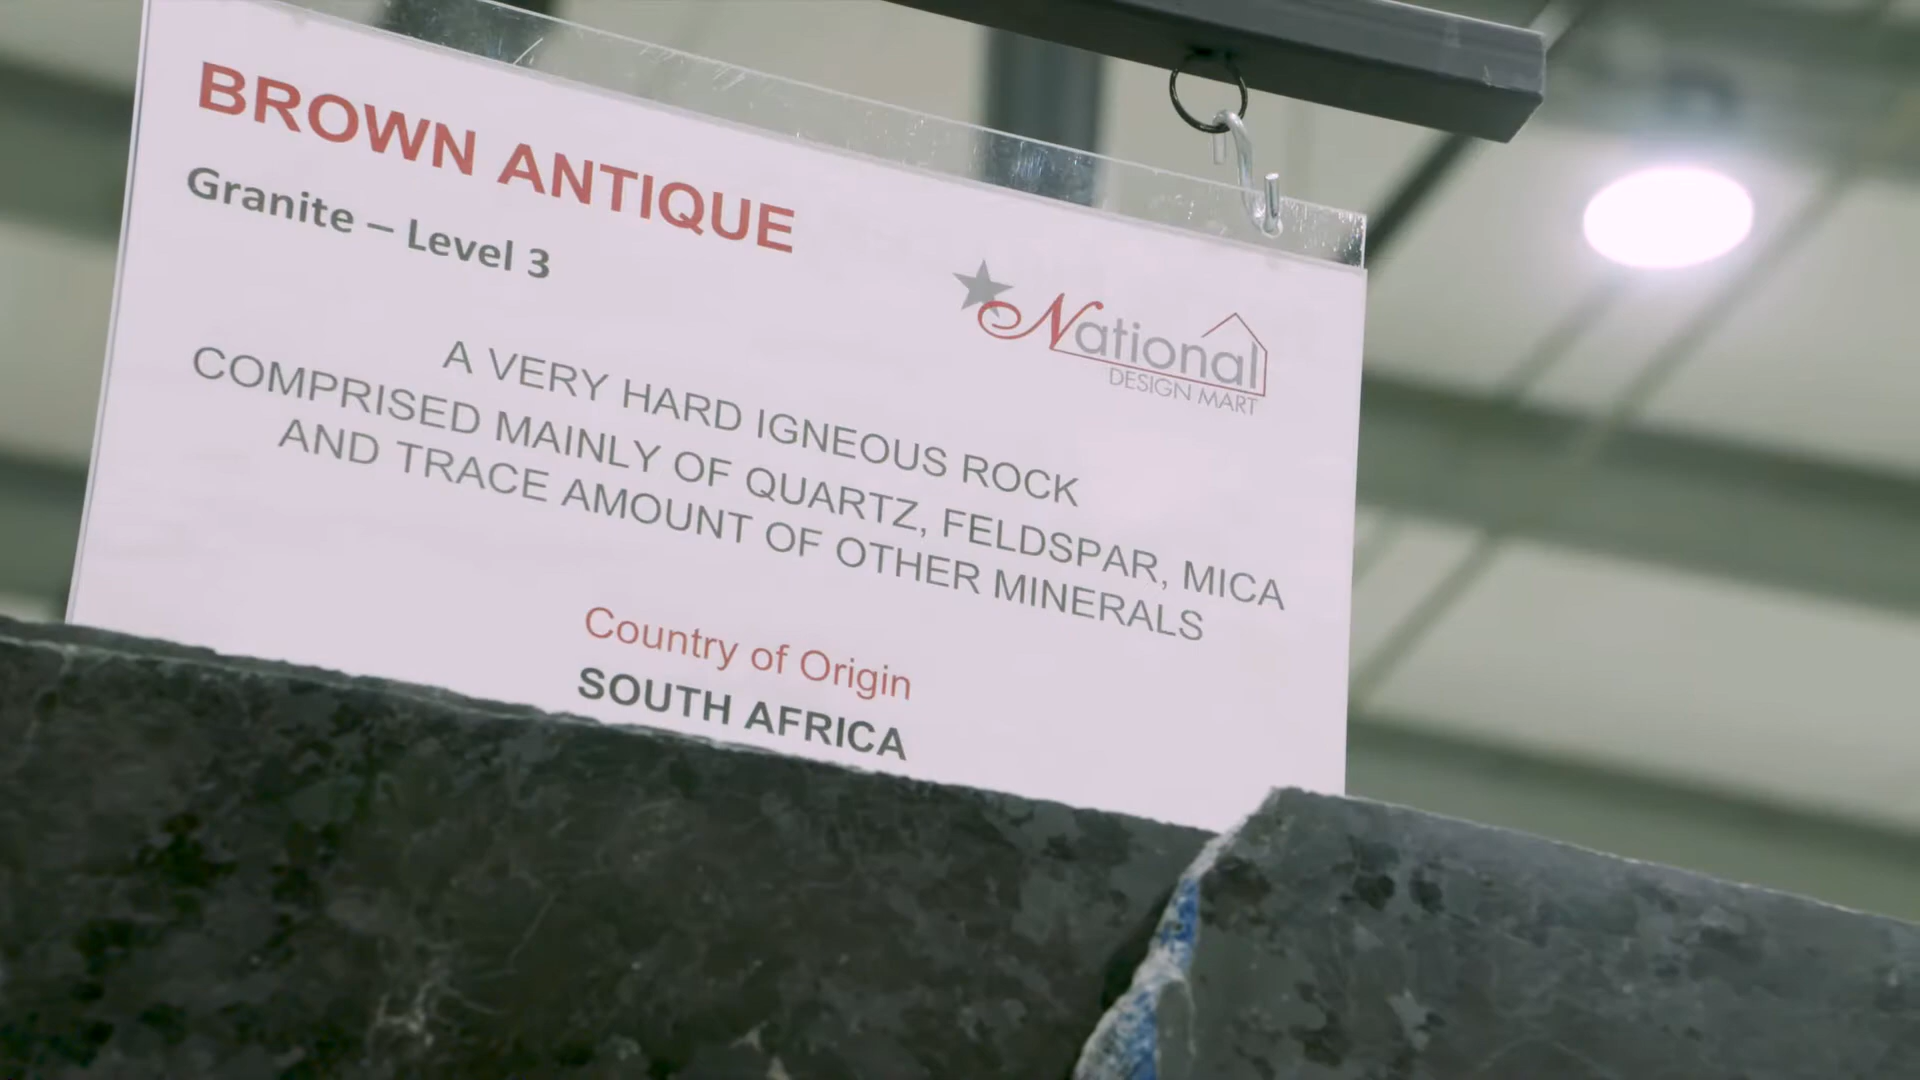 BROWN ANTIQUE
Granite – Level 3
National
DESIGN MART
A VERY HARD IGNEOUS ROCK
COMPRISED MAINLY OF QUARTZ, FELDSPAR, MICA
AND TRACE AMOUNT OF OTHER MINERALS
Country of Origin
SOUTH AFRICA